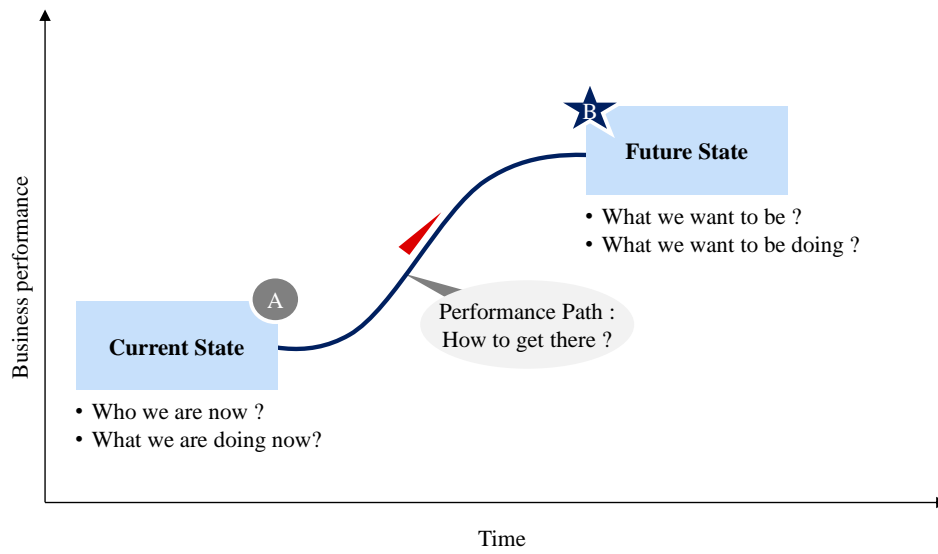 Business performance
B
Future State
• What we want to be ?
• What we want to be doing ?
A
Current State
• Who we are now ?
• What we are doing now?
Performance Path :
How to get there ?
Time